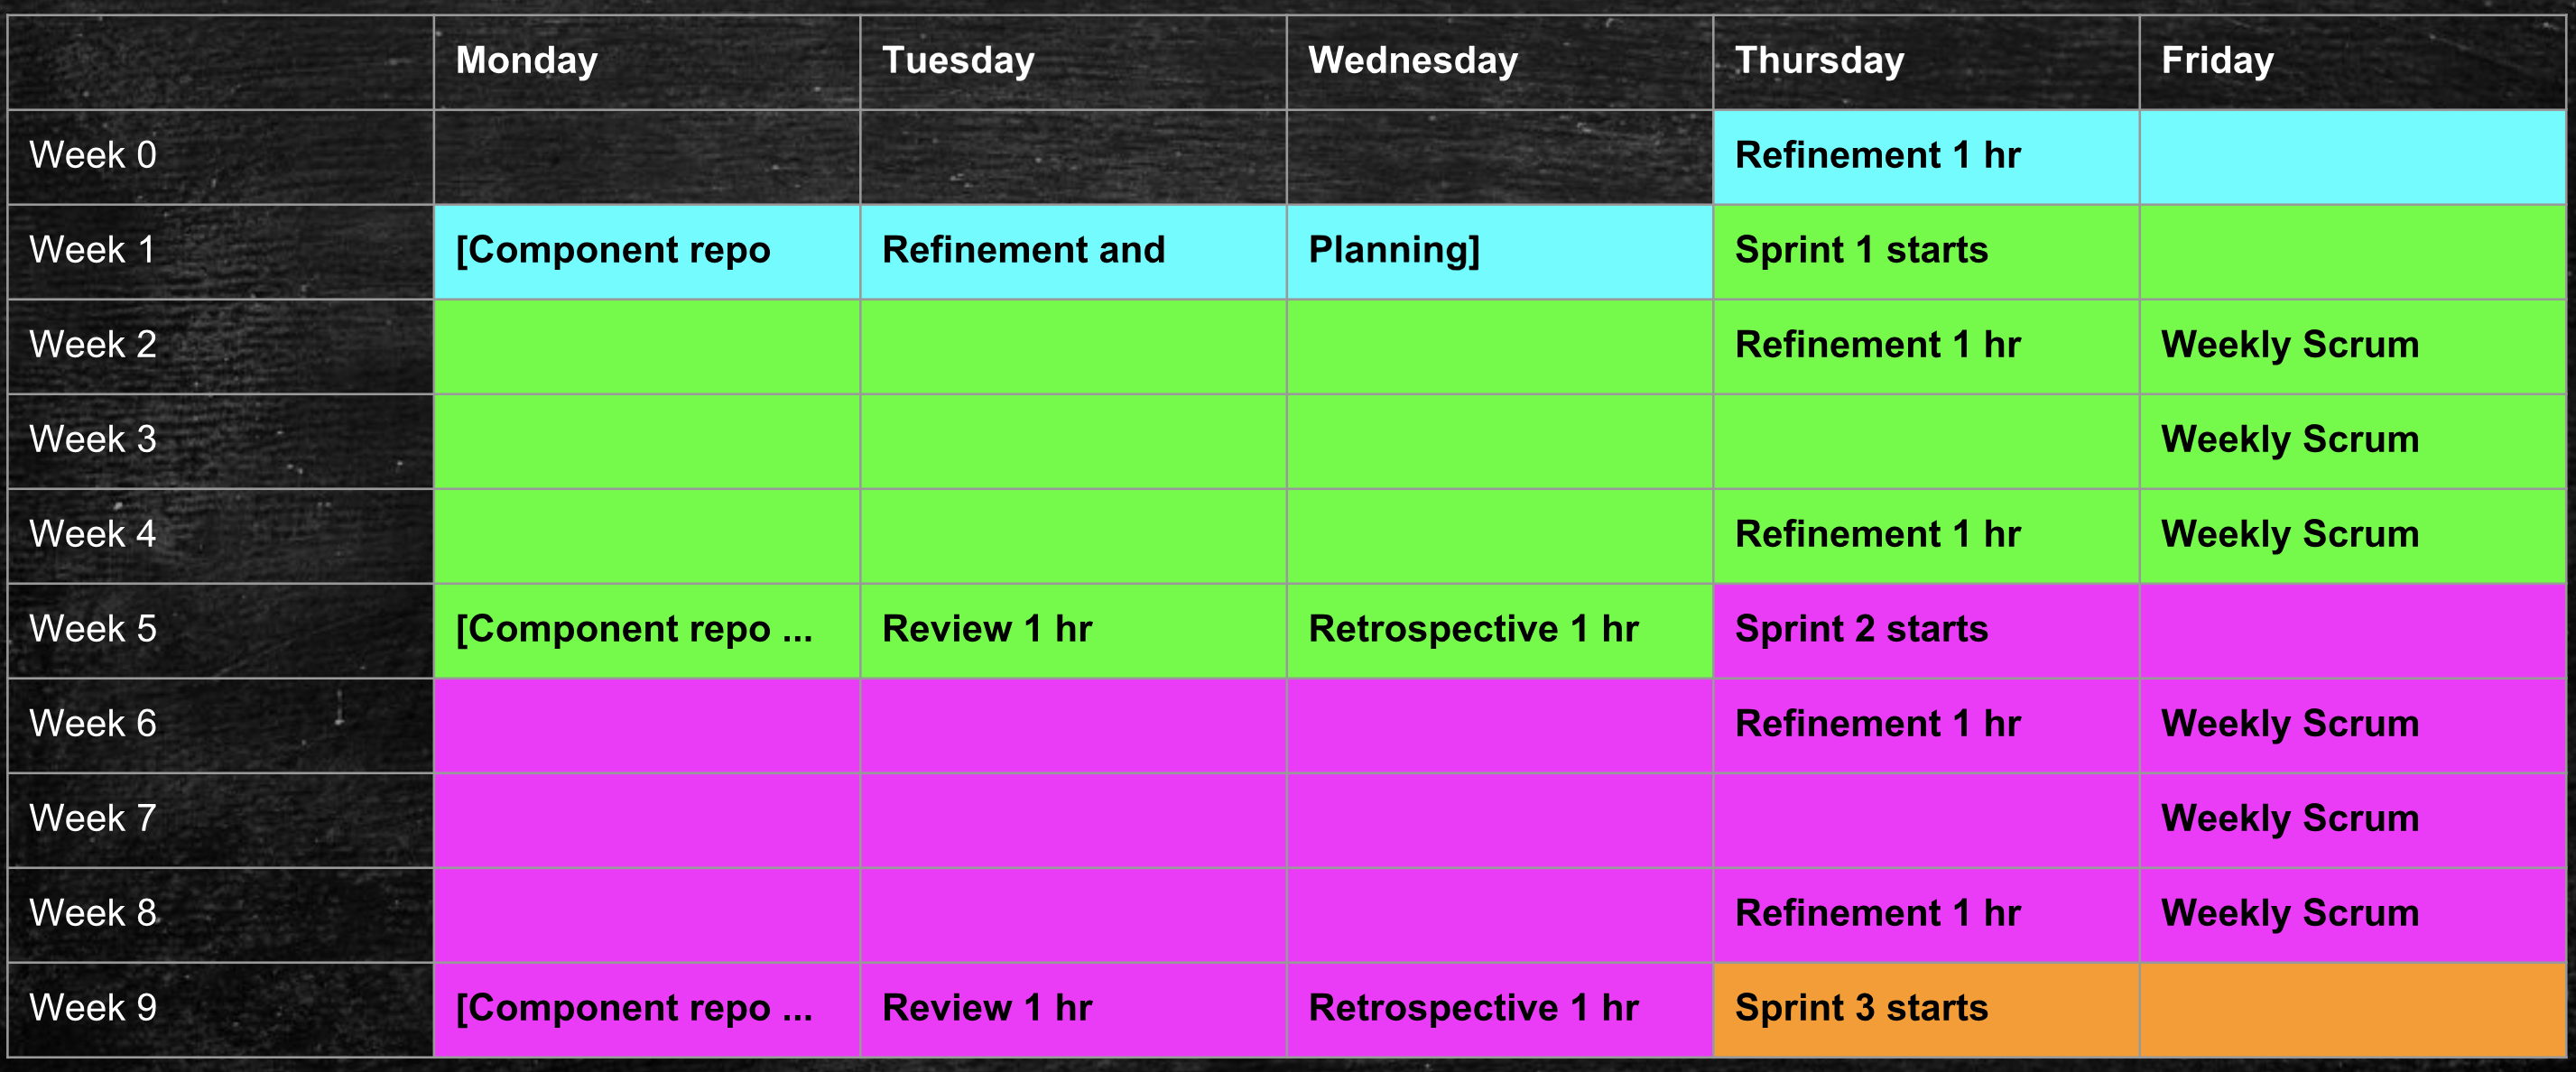 Monday Tuesday Wednesday Thursday Friday
Week 0 Refinement 1 hr
Week 1 [Component repo Refinement and Planning] Sprint 1 starts
Week 2 Refinement 1 hr Weekly Scrum
Week 3 Weekly Scrum
Week 4 Refinement 1 hr Weekly Scrum
Week 5 [Component repo ... Review 1 hr Retrospective 1 hr Sprint 2 starts
Week 6 Refinement 1 hr Weekly Scrum
Week 7 Weekly Scrum
Week 8 Refinement 1 hr Weekly Scrum
Week 9 [Component repo ... Review 1 hr Retrospective 1 hr Sprint 3 starts